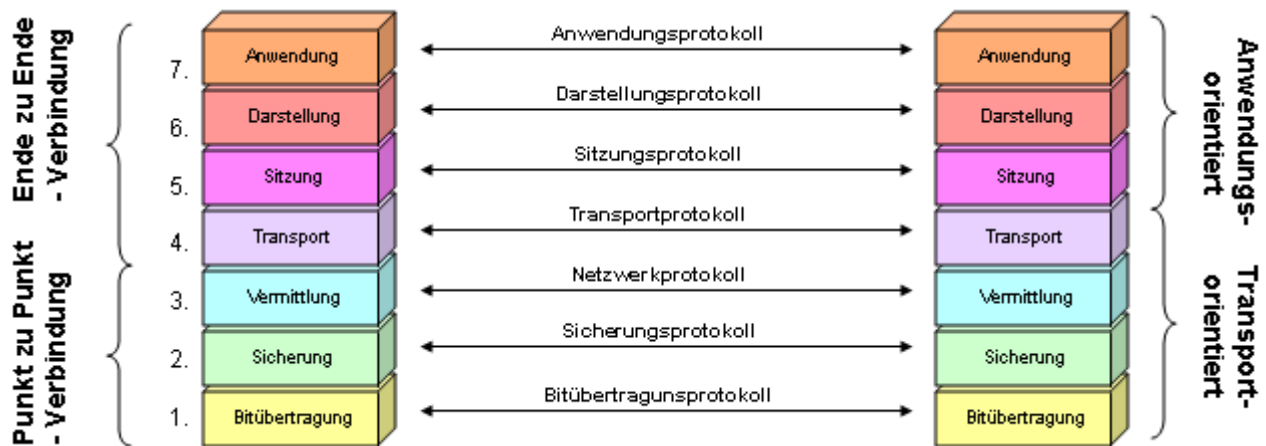 Ende zu Ende
- Verbindung
Punkt zu Punkt
- Verbindung
7.
Anwendung
Anwendungsprotokoll
Anwendung
6.
Darstellung
Darstellungsprotokoll
Darstellung
5.
Sitzung
Sitzungsprotokoll
Sitzung
4.
Transport
Transportprotokoll
Transport
3.
Vermittlung
Netzwerkprotokoll
Vermittlung
2.
Sicherung
Sicherungsprotokoll
Sicherung
1.
Bitübertragung
Bitübertragunsprotokoll
Bitübertragung
Anwendungs-
orientiert
Transport-
orientiert